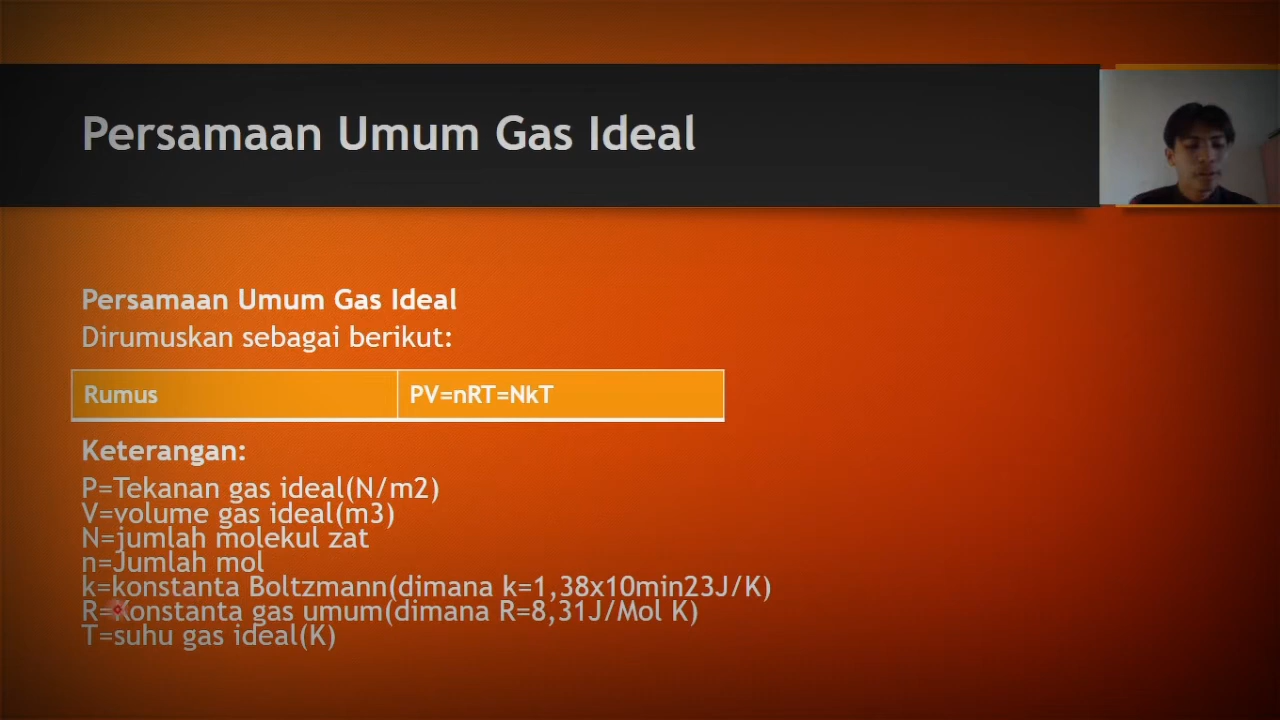 Persamaan Umum Gas Ideal
Persamaan Umum Gas Ideal
Dirumuskan sebagai berikut:
Rumus PV=nRT=NkT
Keterangan:
P=Tekanan gas ideal(N/m2)
V=volume gas ideal(m3)
N=jumlah molekul zat
n=Jumlah mol
k=konstanta Boltzmann(dimana k=1,38x10min23J/K)
R=Konstanta gas umum(dimana R=8,31J/Mol K)
T=suhu gas ideal(K)